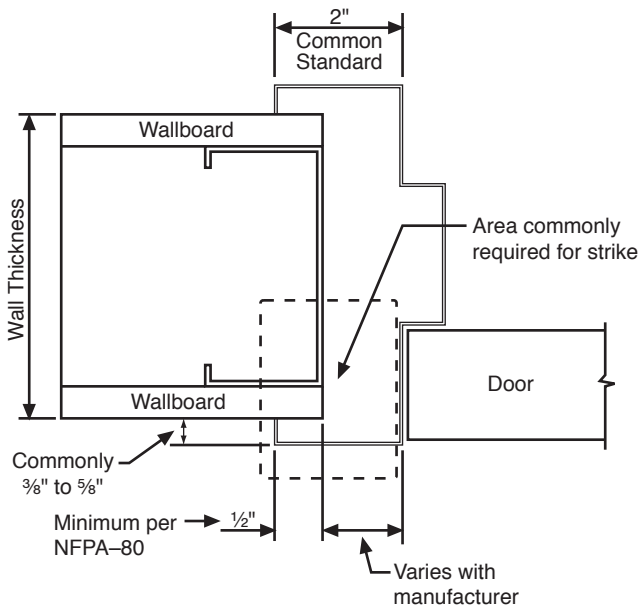 2"
Common
Standard
Wallboard
Wall Thickness
Area commonly
required for strike
Door
Wallboard
Commonly
⅜" to ⅝"
Minimum per
NFPA–80
½"
Varies with
manufacturer